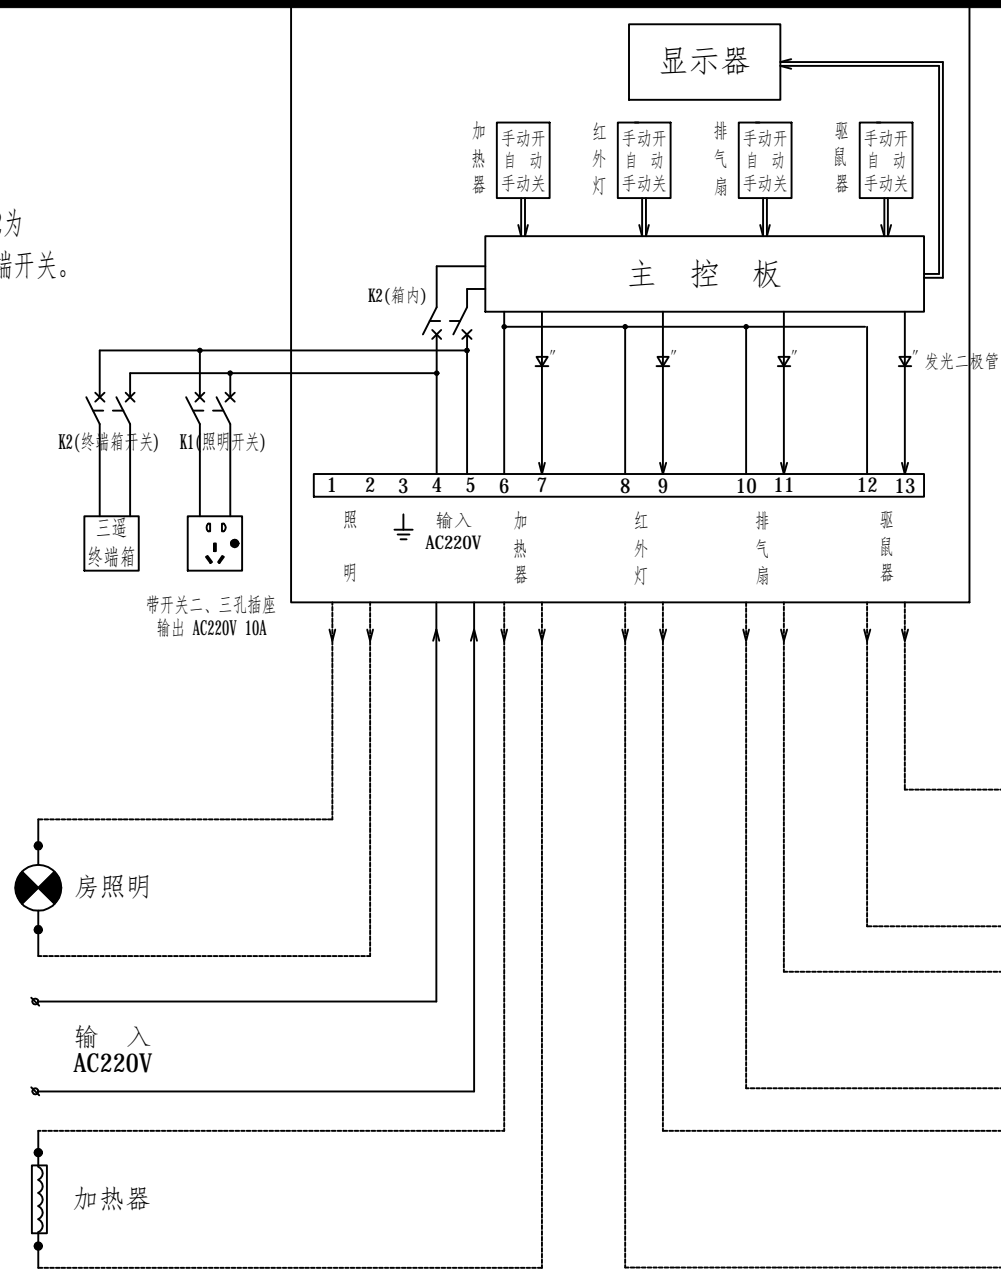 显示器
加热器
手动开
自 动
手动关
红外灯
手动开
自 动
手动关
排气扇
手动开
自 动
手动关
驱鼠器
手动开
自 动
手动关
为
端开关。
主 控 板
K2(箱内)
发光二极管
K2(终端箱开关)
K1(照明开关)
1 2 3 4 5 6 7 8 9 10 11 12 13
照明
输入
AC220V
加热器
红外灯
排气扇
驱鼠器
三遥
终端箱
带开关二、三孔插座
输出 AC220V 10A
房照明
输 入
AC220V
加热器